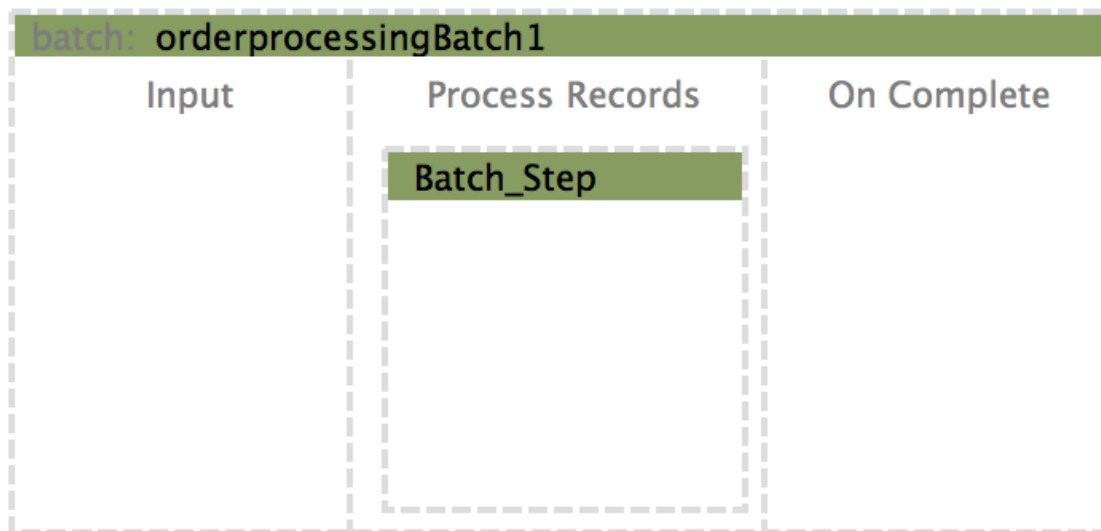 batch: orderprocessingBatch1
Input Process Records On Complete
Batch_Step